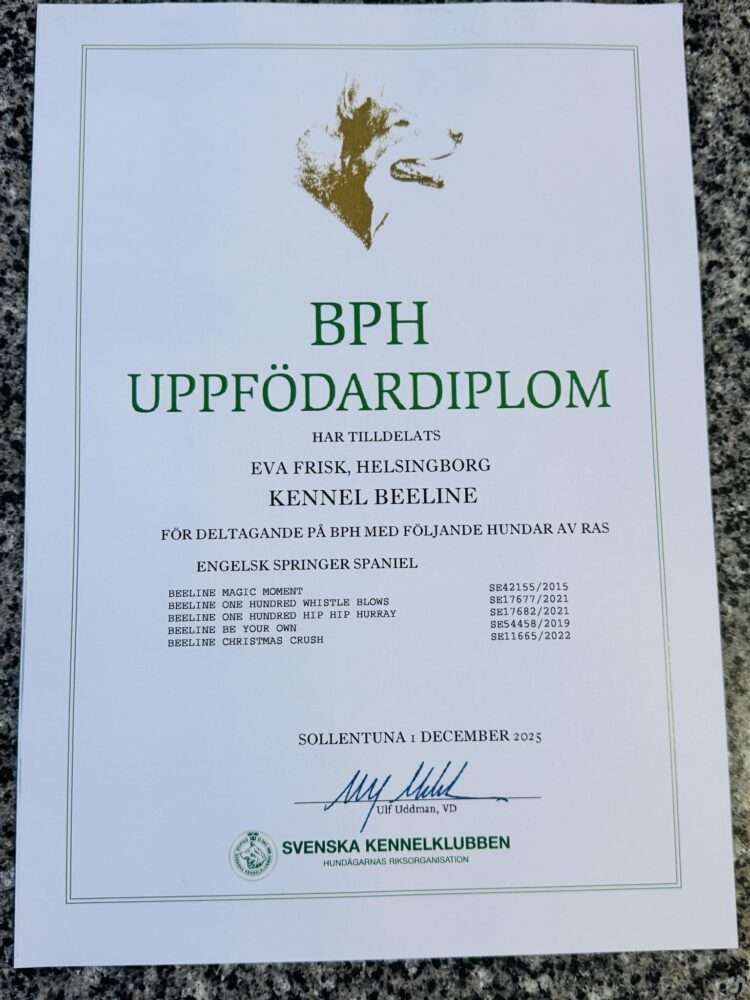 BPH
UPPFÖDARDIPLOM
HAR TILLDELATS
EVA FRISK, HELSINGBORG
KENNEL BEELINE
FÖR DELTAGANDE PÅ BPH MED FÖLJANDE HUNDAR AV RAS
ENGELSK SPRINGER SPANIEL
BEELINE MAGIC MOMENT SE42155/2015
BEELINE ONE HUNDRED WHISTLE BLOWS SE17677/2021
BEELINE ONE HUNDRED HIP HIP HURRAY SE17682/2021
BEELINE BE YOUR OWN SE54458/2019
BEELINE CHRISTMAS CRUSH SE11665/2022
SOLLENTUNA 1 DECEMBER 2025
Ulf Uddman, VD
SVENSKA KENNELKLUBBEN
HUNDÄGARNAS RIKSORGANISATION